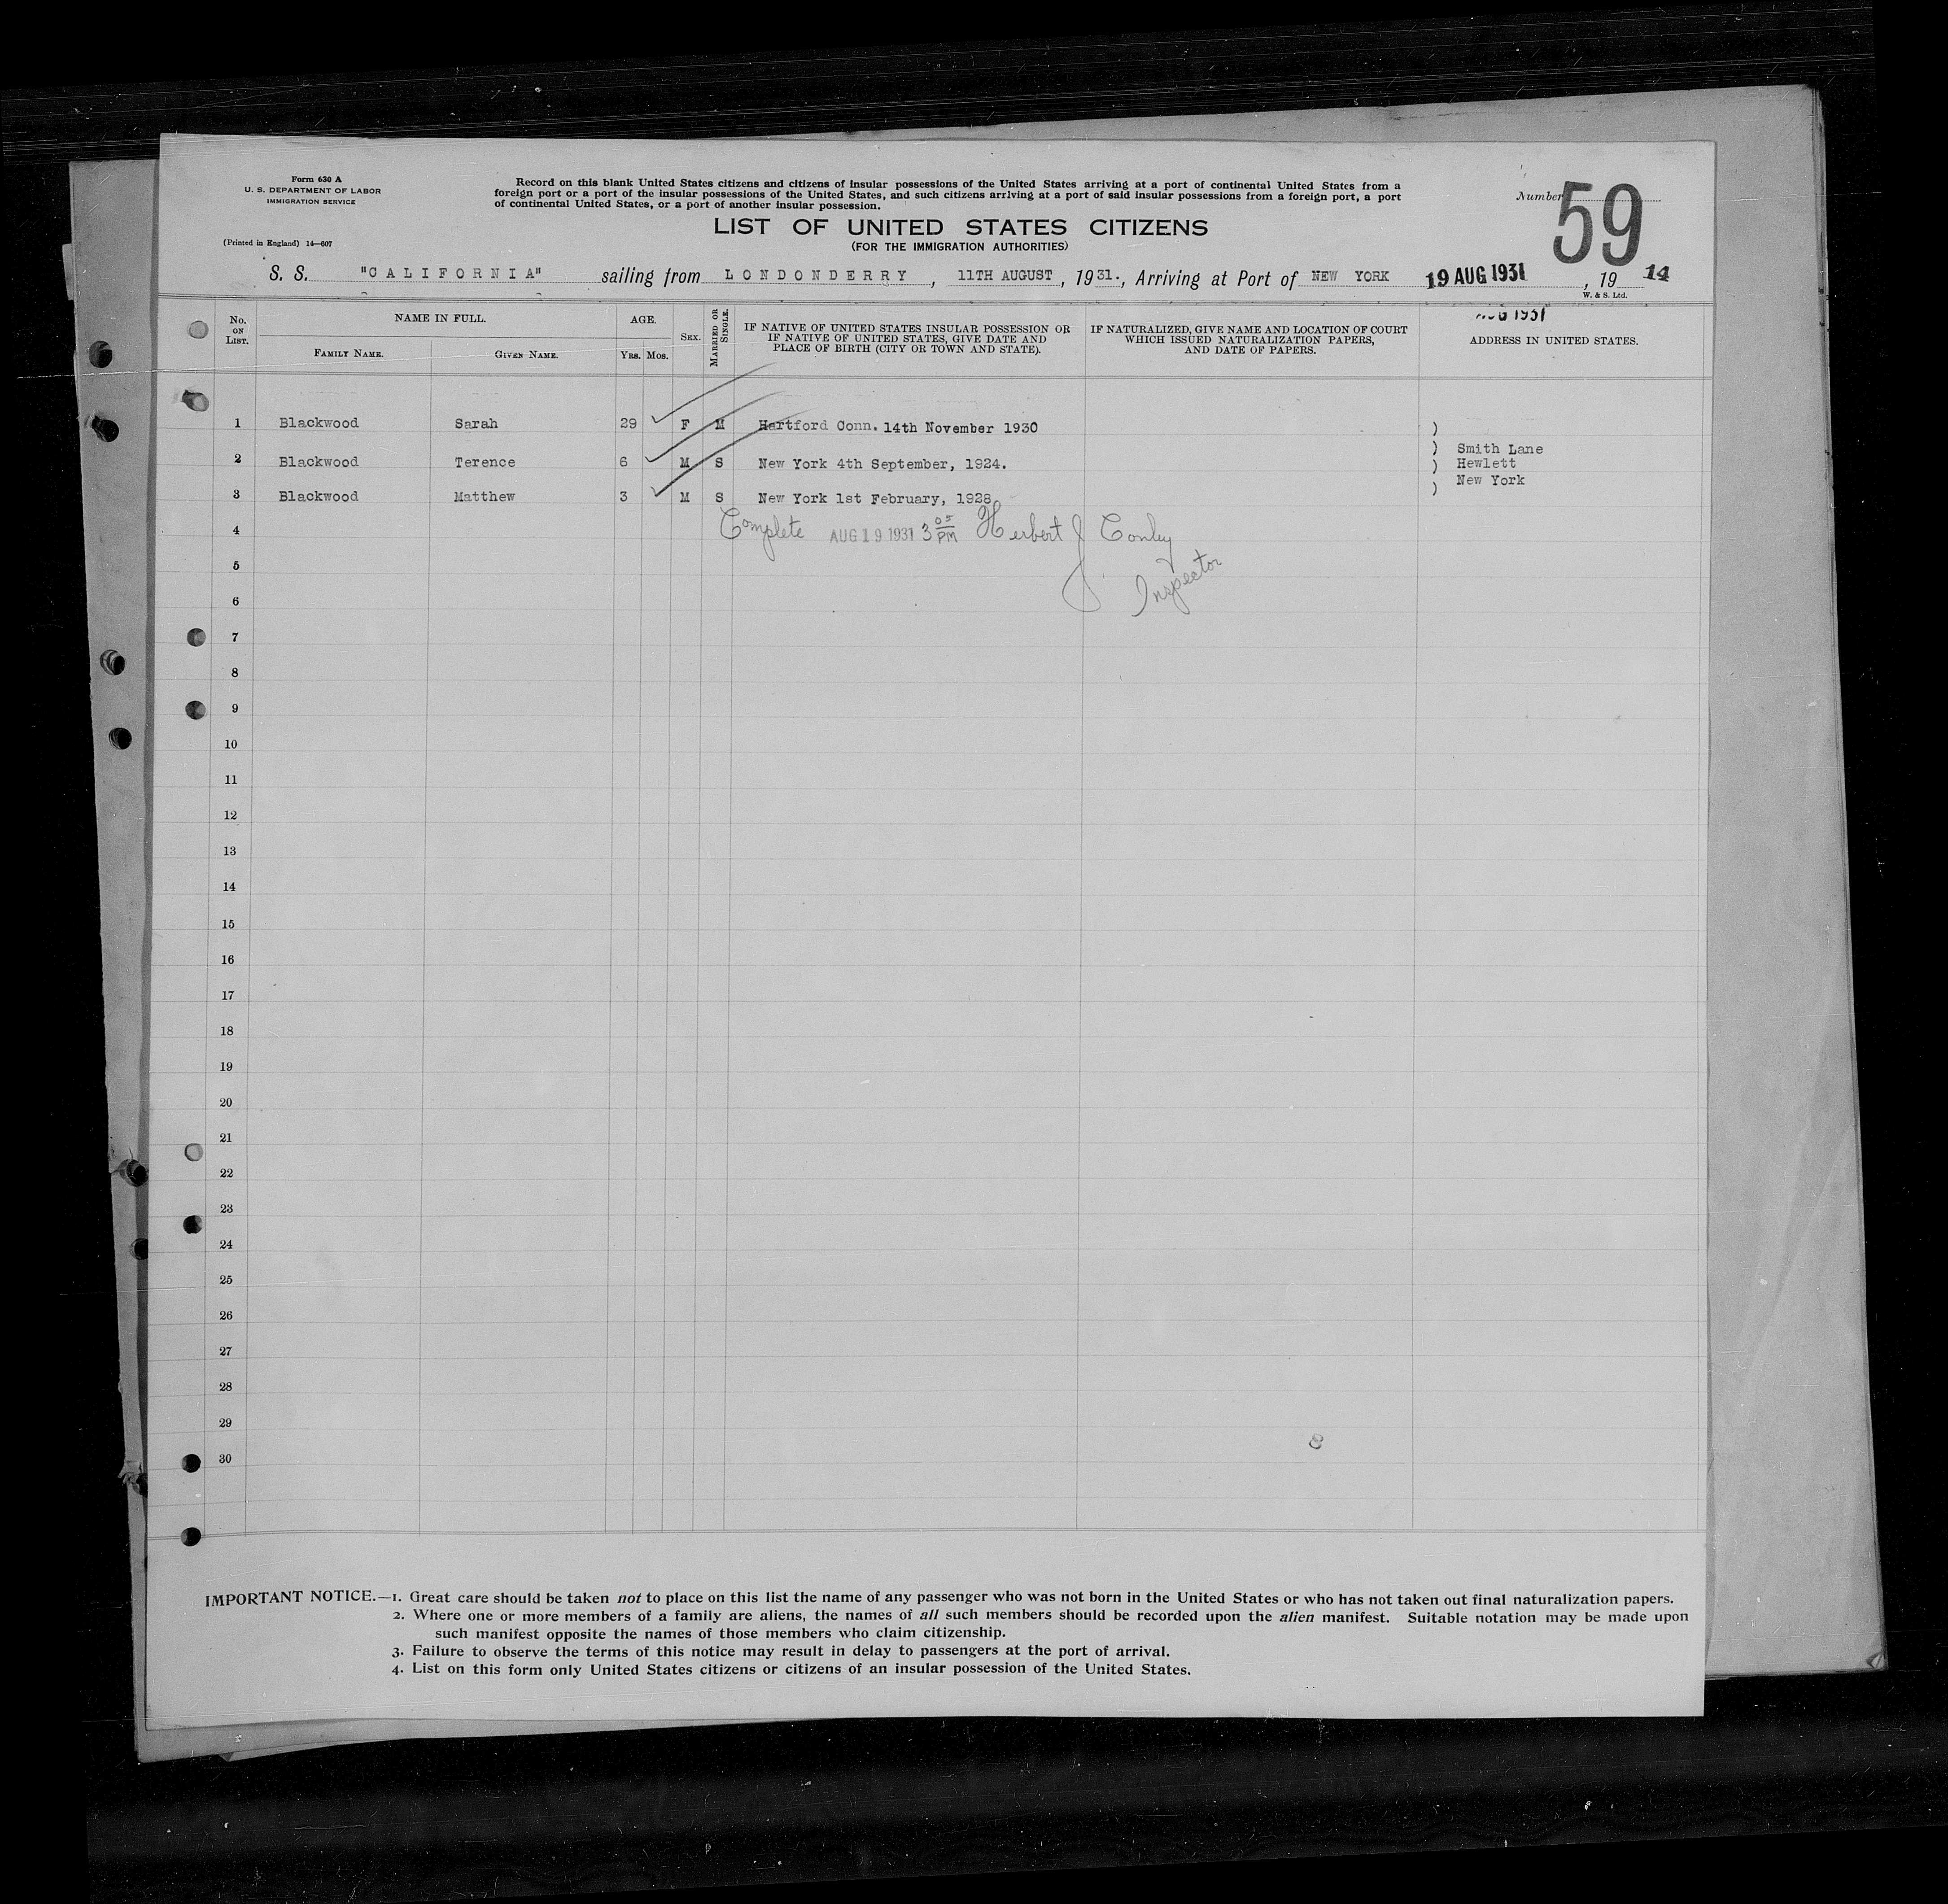 Form 630 A
U. S. DEPARTMENT OF LABOR
IMMIGRATION SERVICE
(Printed in England) 14—607
Record on this blank United States citizens and citizens of insular possessions of the United States arriving at a port of continental United States from a
foreign port or a port of the insular possessions of the United States, and such citizens arriving at a port of said insular possessions from a foreign port, a port
of continental United States, or a port of another insular possession.
Number 59
LIST OF UNITED STATES CITIZENS
(FOR THE IMMIGRATION AUTHORITIES)
S. S. "CALIFORNIA" sailing from LONDONDERRY, 11TH AUGUST, 1931., Arriving at Port of NEW YORK 19 AUG 1931, 19 14
W. & S. Ltd.
AUG 1931
No. ON LIST.
NAME IN FULL.
FAMILY NAME.
GIVEN NAME.
AGE.
YRS. MOS.
SEX.
MARRIED OR SINGLE.
IF NATIVE OF UNITED STATES INSULAR POSSESSION OR
IF NATIVE OF UNITED STATES, GIVE DATE AND
PLACE OF BIRTH (CITY OR TOWN AND STATE).
IF NATURALIZED, GIVE NAME AND LOCATION OF COURT
WHICH ISSUED NATURALIZATION PAPERS,
AND DATE OF PAPERS.
ADDRESS IN UNITED STATES.
1 Blackwood Sarah 29 F M Hartford Conn. 14th November 1930 )
) Smith Lane
2 Blackwood Terence 6 M S New York 4th September, 1924. ) Hewlett
New York
3 Blackwood Matthew 3 M S New York 1st February, 1928. )
4 Complete AUG 19 1931 3 05 PM Herbert J Conley
5 Inspector
6
7
8
9
10
11
12
13
14
15
16
17
18
19
20
21
22
23
24
25
26
27
28
29
8
30
IMPORTANT NOTICE.—1. Great care should be taken not to place on this list the name of any passenger who was not born in the United States or who has not taken out final naturalization papers.
2. Where one or more members of a family are aliens, the names of all such members should be recorded upon the alien manifest. Suitable notation may be made upon
such manifest opposite the names of those members who claim citizenship.
3. Failure to observe the terms of this notice may result in delay to passengers at the port of arrival.
4. List on this form only United States citizens or citizens of an insular possession of the United States.